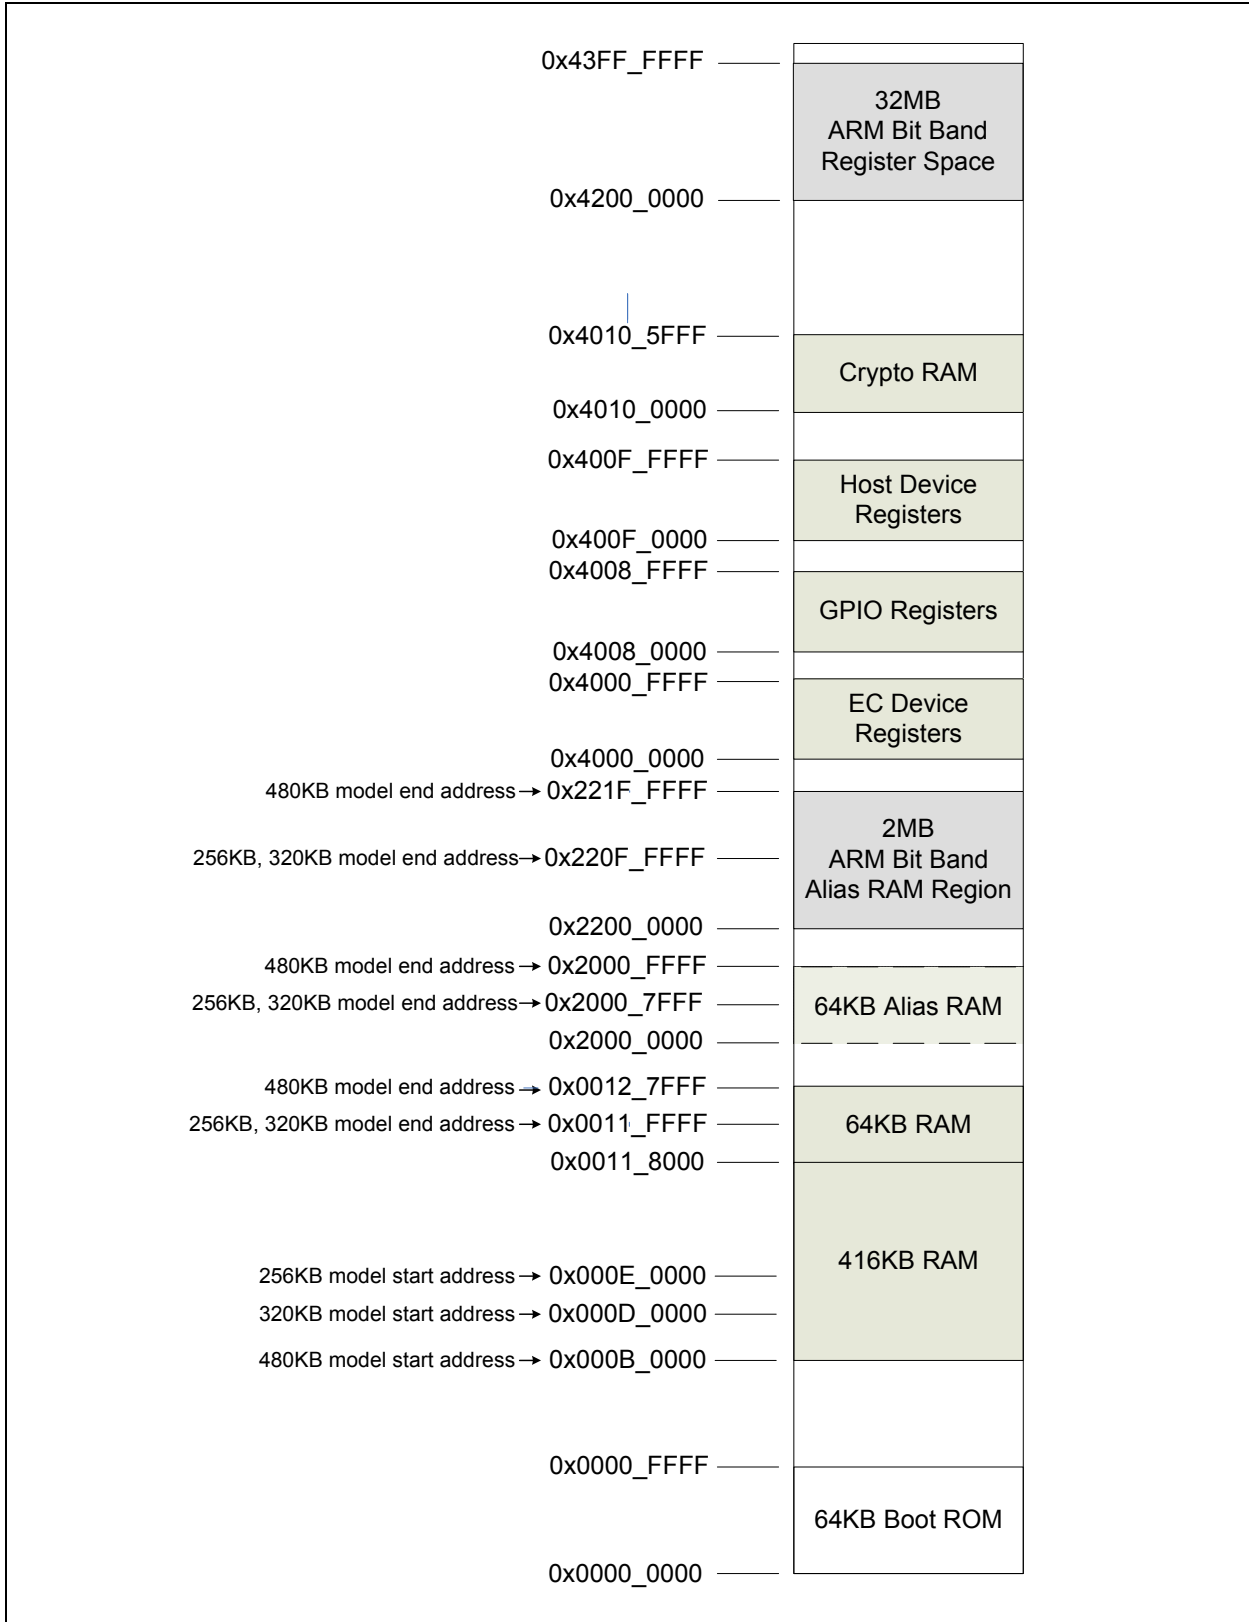 0x43FF_FFFF
32MB
ARM Bit Band
Register Space
0x4200_0000
0x4010_5FFF
Crypto RAM
0x4010_0000
0x400F_FFFF
Host Device
Registers
0x400F_0000
0x4008_FFFF
GPIO Registers
0x4008_0000
0x4000_FFFF
EC Device
Registers
0x4000_0000
480KB model end address → 0x221F_FFFF
2MB
ARM Bit Band
Alias RAM Region
256KB, 320KB model end address → 0x220F_FFFF
0x2200_0000
480KB model end address → 0x2000_FFFF
256KB, 320KB model end address → 0x2000_7FFF
64KB Alias RAM
0x2000_0000
480KB model end address → 0x0012_7FFF
256KB, 320KB model end address → 0x0011_FFFF
64KB RAM
0x0011_8000
416KB RAM
256KB model start address → 0x000E_0000
320KB model start address → 0x000D_0000
480KB model start address → 0x000B_0000
0x0000_FFFF
64KB Boot ROM
0x0000_0000